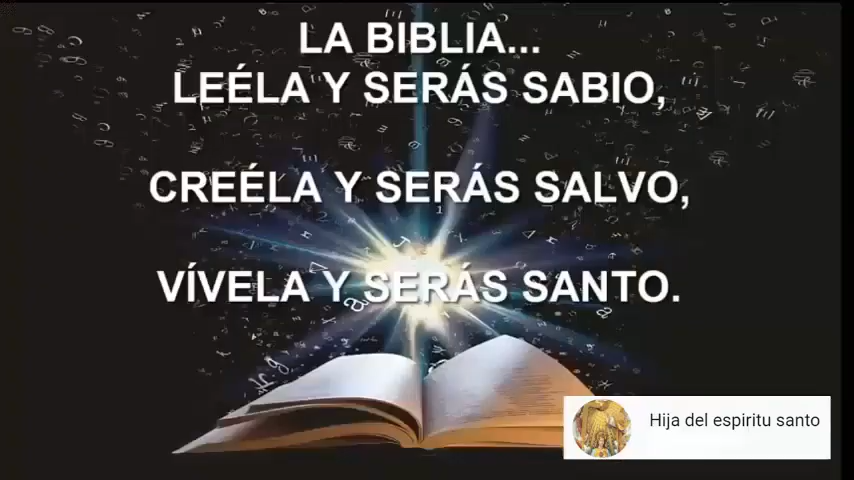 LA BIBLIA...
LEÉLA Y SERÁS SABIO,
CREÉLA Y SERÁS SALVO,
VÍVELA Y SERÁS SANTO.
Hija del espiritu santo